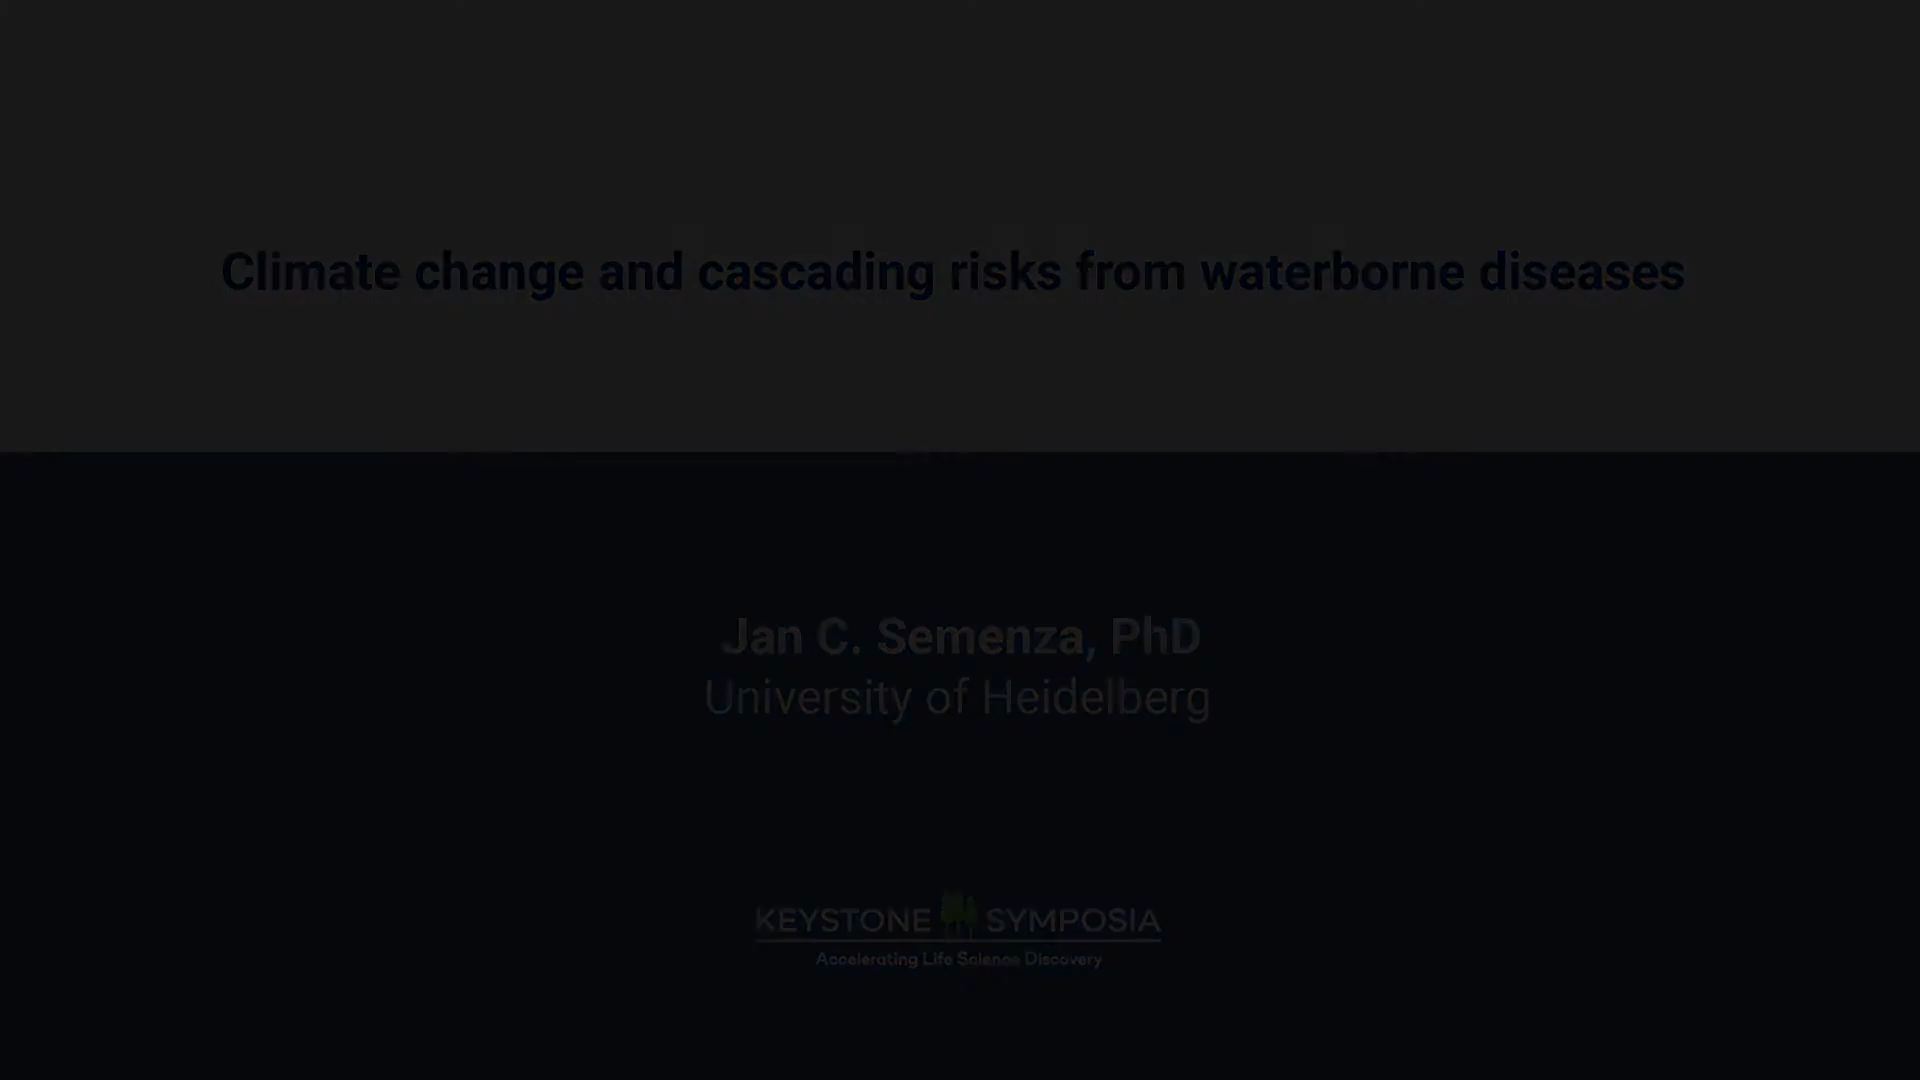 Climate change and cascading risks from waterborne diseases
Jan C. Semenza, PhD
University of Heidelberg
KEYSTONE SYMPOSIA
Accelerating Life Science Discovery